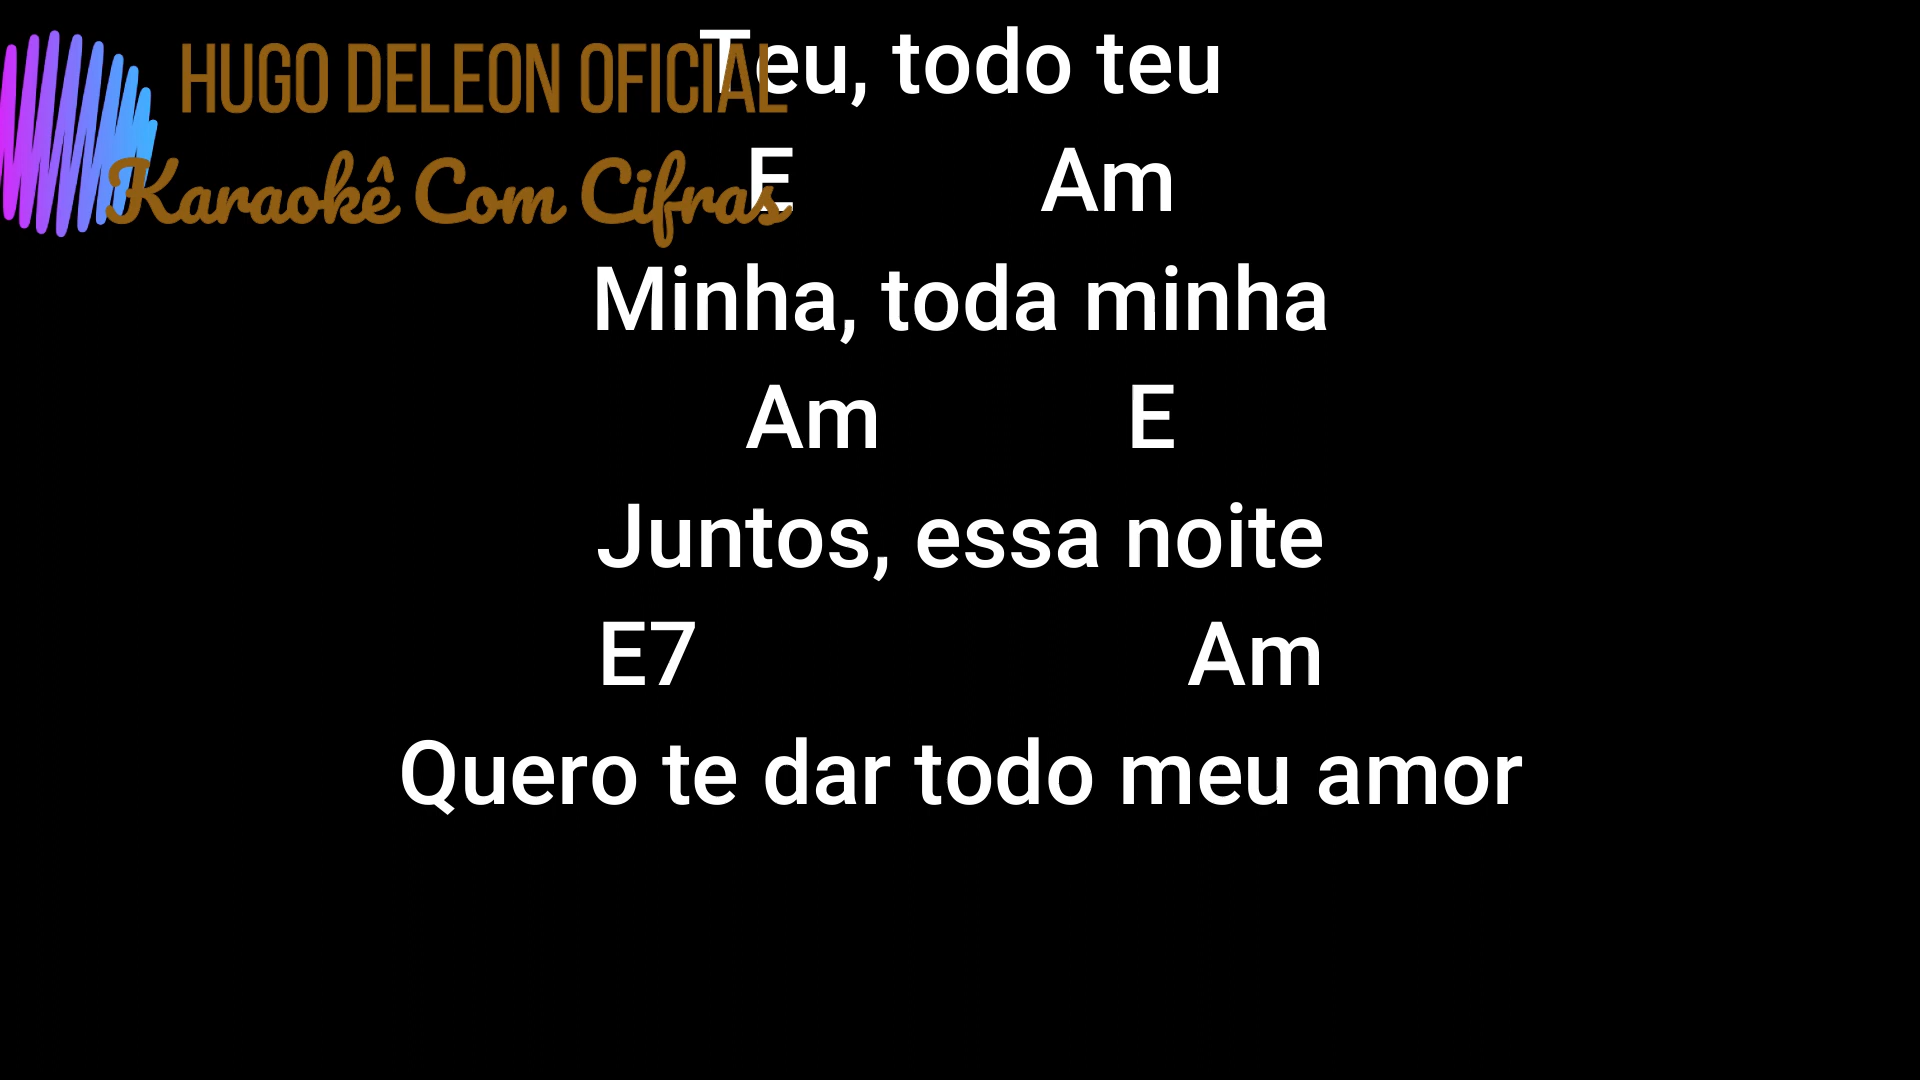 HUGO DELEON OFICIAL
Karaokê Com Cifras
Teu, todo teu
E Am
Minha, toda minha
Am E
Juntos, essa noite
E7 Am
Quero te dar todo meu amor